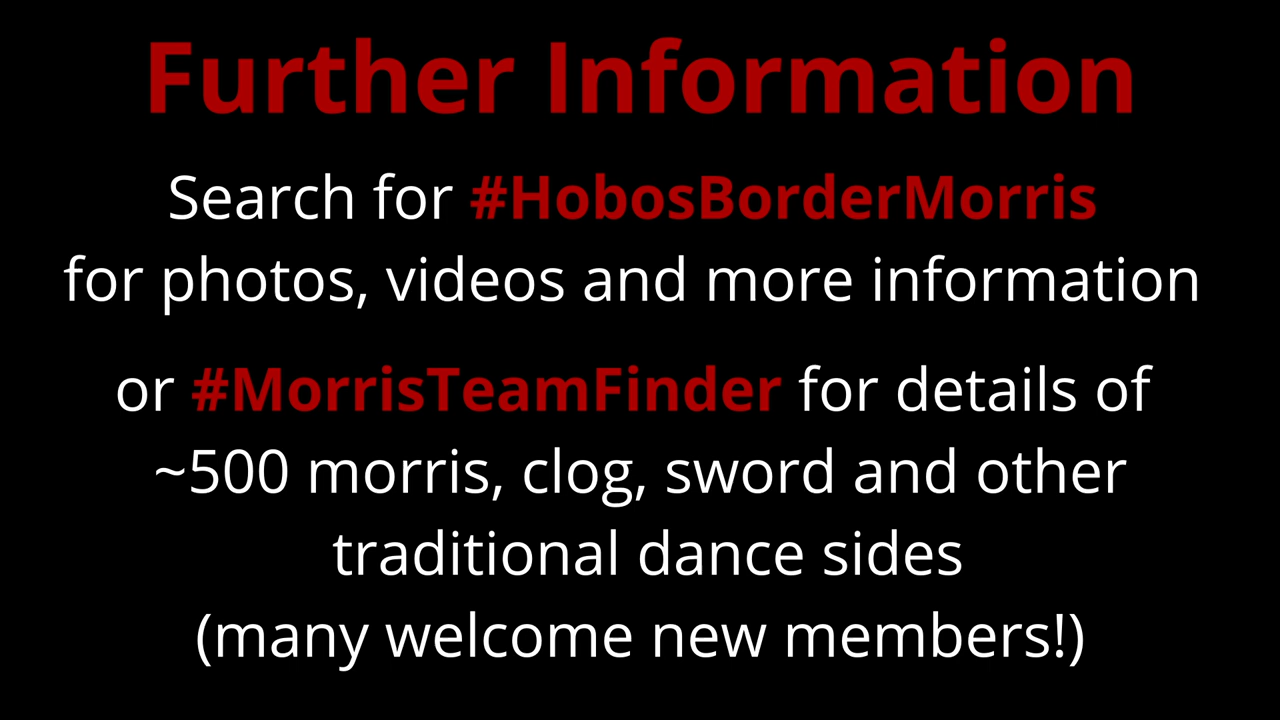 Further Information
Search for #HobosBorderMorris
for photos, videos and more information
or #MorrisTeamFinder for details of
~500 morris, clog, sword and other
traditional dance sides
(many welcome new members!)